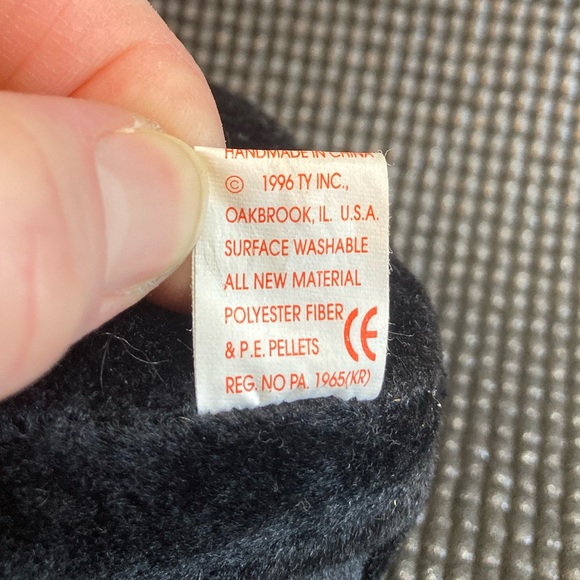 HANDMADE IN CHINA
© 1996 TY INC.,
OAKBROOK, IL. U.S.A.
SURFACE WASHABLE
ALL NEW MATERIAL
POLYESTER FIBER
& P.E. PELLETS CE
REG. NO PA. 1965(KR)